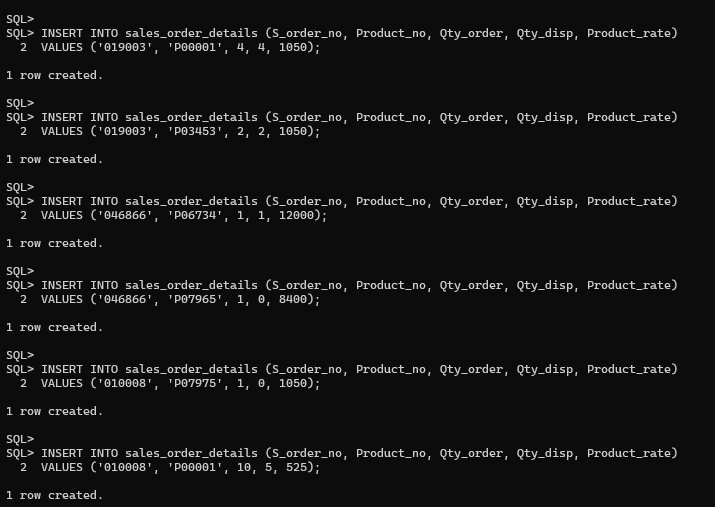 SQL>
SQL> INSERT INTO sales_order_details (S_order_no, Product_no, Qty_order, Qty_disp, Product_rate)
  2  VALUES ('019003', 'P00001', 4, 4, 1050);
1 row created.
SQL>
SQL> INSERT INTO sales_order_details (S_order_no, Product_no, Qty_order, Qty_disp, Product_rate)
  2  VALUES ('019003', 'P03453', 2, 2, 1050);
1 row created.
SQL>
SQL> INSERT INTO sales_order_details (S_order_no, Product_no, Qty_order, Qty_disp, Product_rate)
  2  VALUES ('046866', 'P06734', 1, 1, 12000);
1 row created.
SQL>
SQL> INSERT INTO sales_order_details (S_order_no, Product_no, Qty_order, Qty_disp, Product_rate)
  2  VALUES ('046866', 'P07965', 1, 0, 8400);
1 row created.
SQL>
SQL> INSERT INTO sales_order_details (S_order_no, Product_no, Qty_order, Qty_disp, Product_rate)
  2  VALUES ('010008', 'P07975', 1, 0, 1050);
1 row created.
SQL>
SQL> INSERT INTO sales_order_details (S_order_no, Product_no, Qty_order, Qty_disp, Product_rate)
  2  VALUES ('010008', 'P00001', 10, 5, 525);
1 row created.